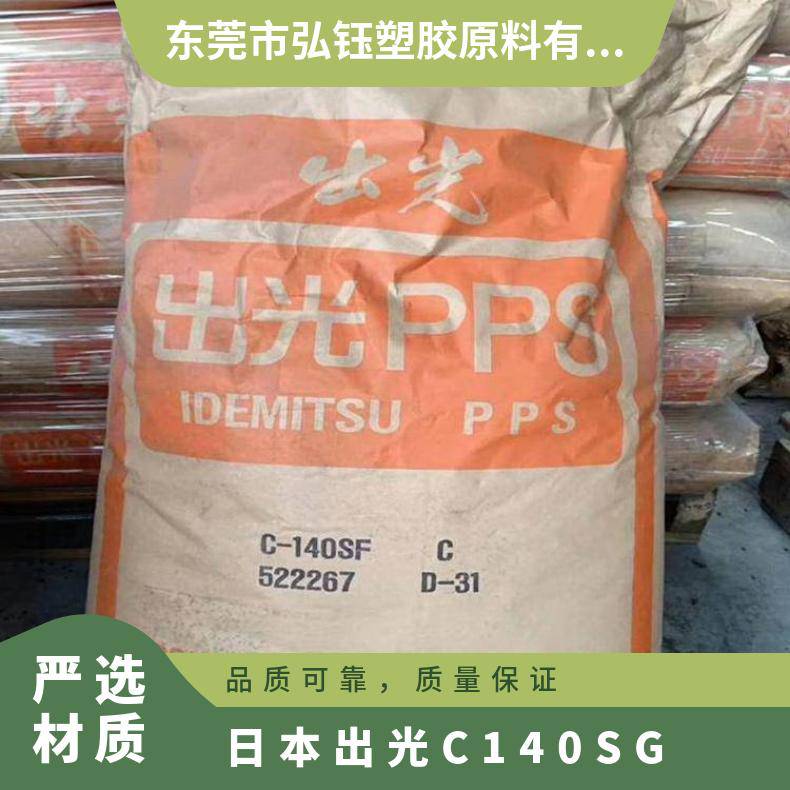 东莞市弘钰塑胶原料有...
出光
出光PPS
IDEMITSU PPS
C-140SF C
522267 D-31
严选
材质
品质可靠，质量保证
日本出光C140SG